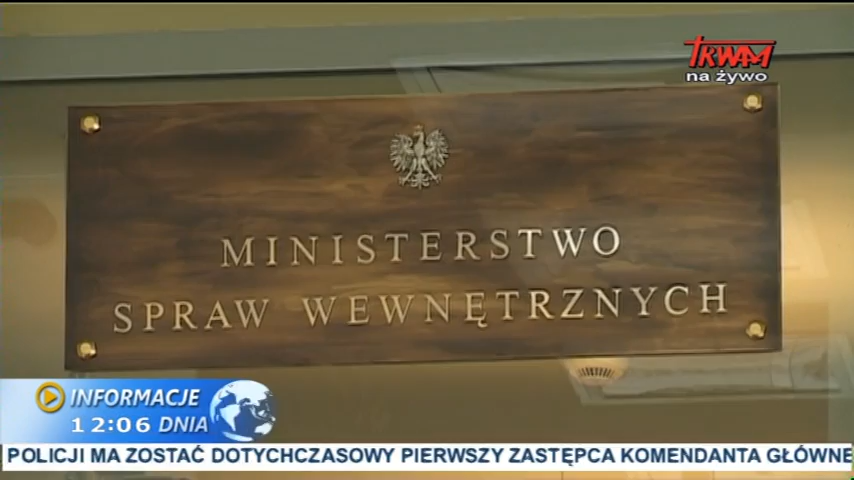 TRWAM
na żywo
MINISTERSTWO
SPRAW WEWNĘTRZNYCH
INFORMACJE
12:06 DNIA
POLICJI MA ZOSTAĆ DOTYCHCZASOWY PIERWSZY ZASTĘPCA KOMENDANTA GŁÓWNE